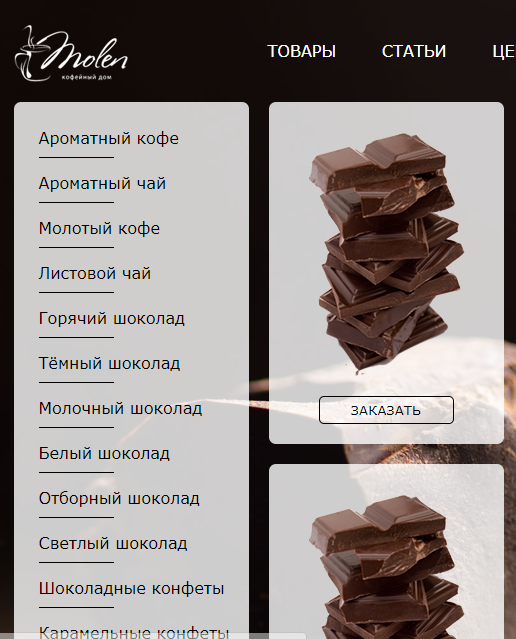 Molen
кофейный дом
ТОВАРЫ СТАТЬИ ЦЕ
Ароматный кофе
Ароматный чай
Молотый кофе
Листовой чай
Горячий шоколад
Тёмный шоколад
Молочный шоколад
Белый шоколад
Отборный шоколад
Светлый шоколад
Шоколадные конфеты
Карамельные конфеты
ЗАКАЗАТЬ